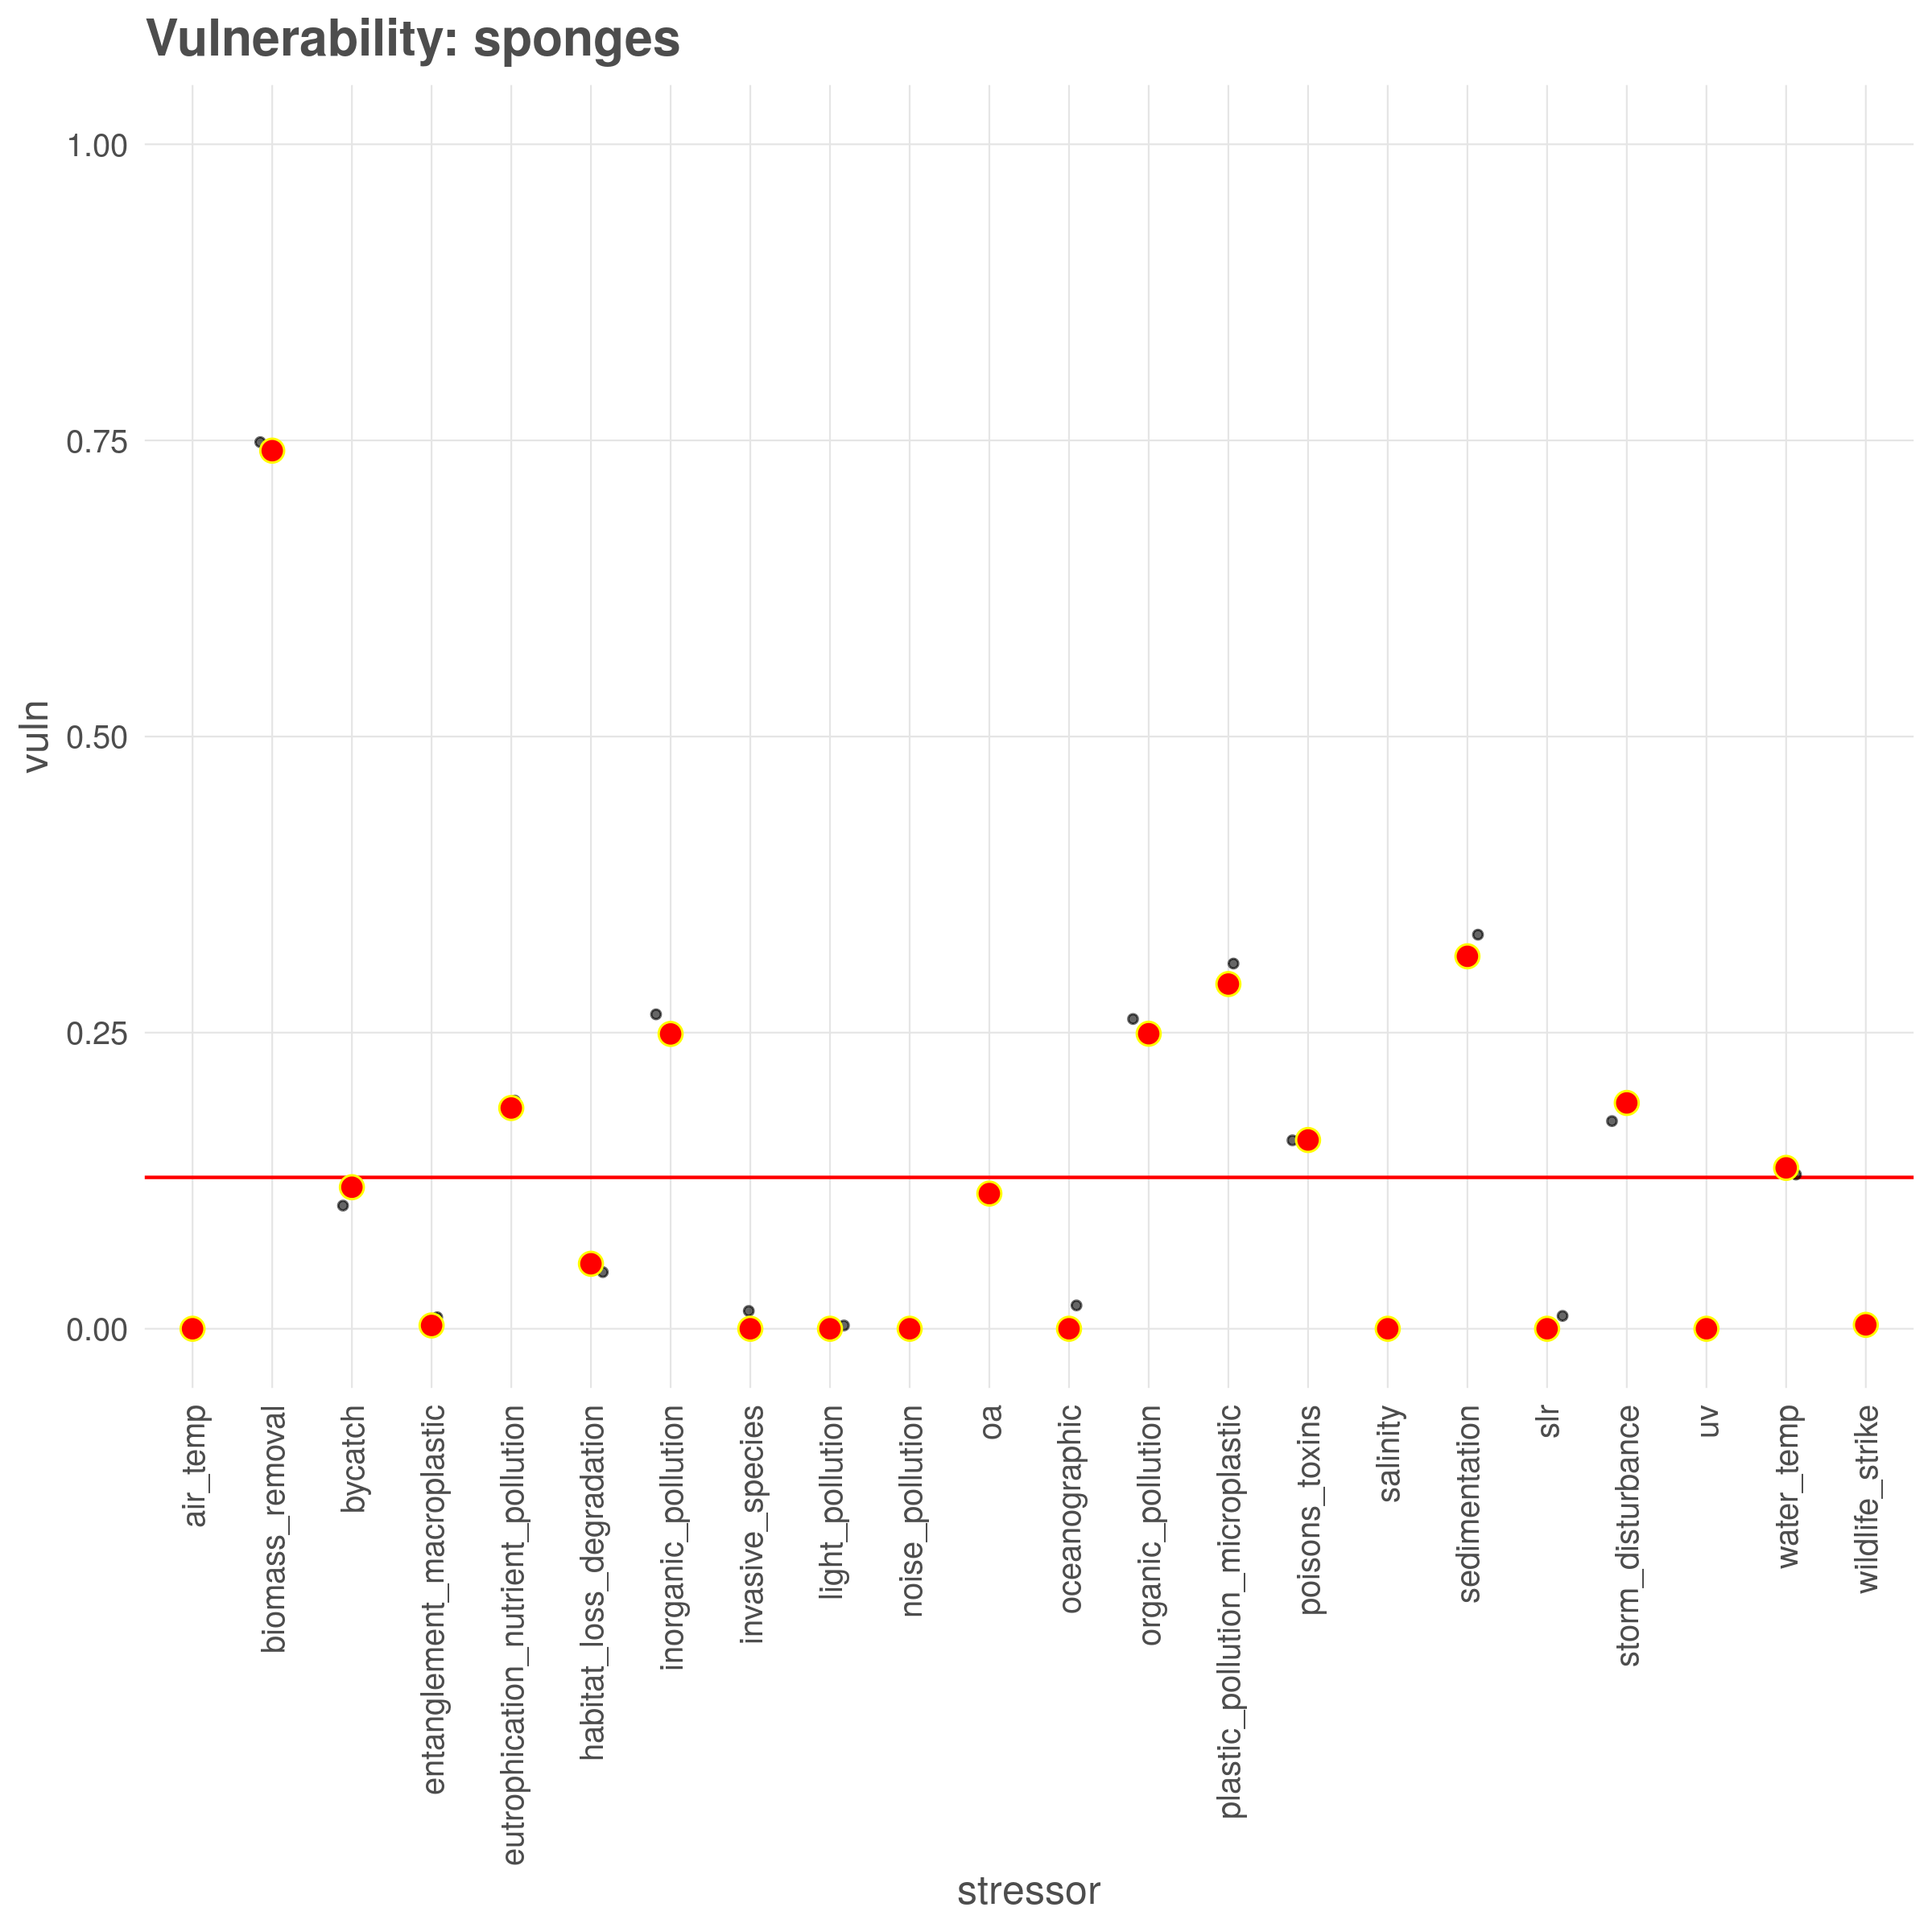 Vulnerability: sponges
1.00
0.75
0.50
0.25
0.00
vuln
air_temp
biomass_removal
bycatch
entanglement_macroplastic
eutrophication_nutrient_pollution
habitat_loss_degradation
inorganic_pollution
invasive_species
light_pollution
noise_pollution
oa
oceanographic
organic_pollution
plastic_pollution_microplastic
poisons_toxins
salinity
sedimentation
slr
storm_disturbance
uv
water_temp
wildlife_strike
stressor